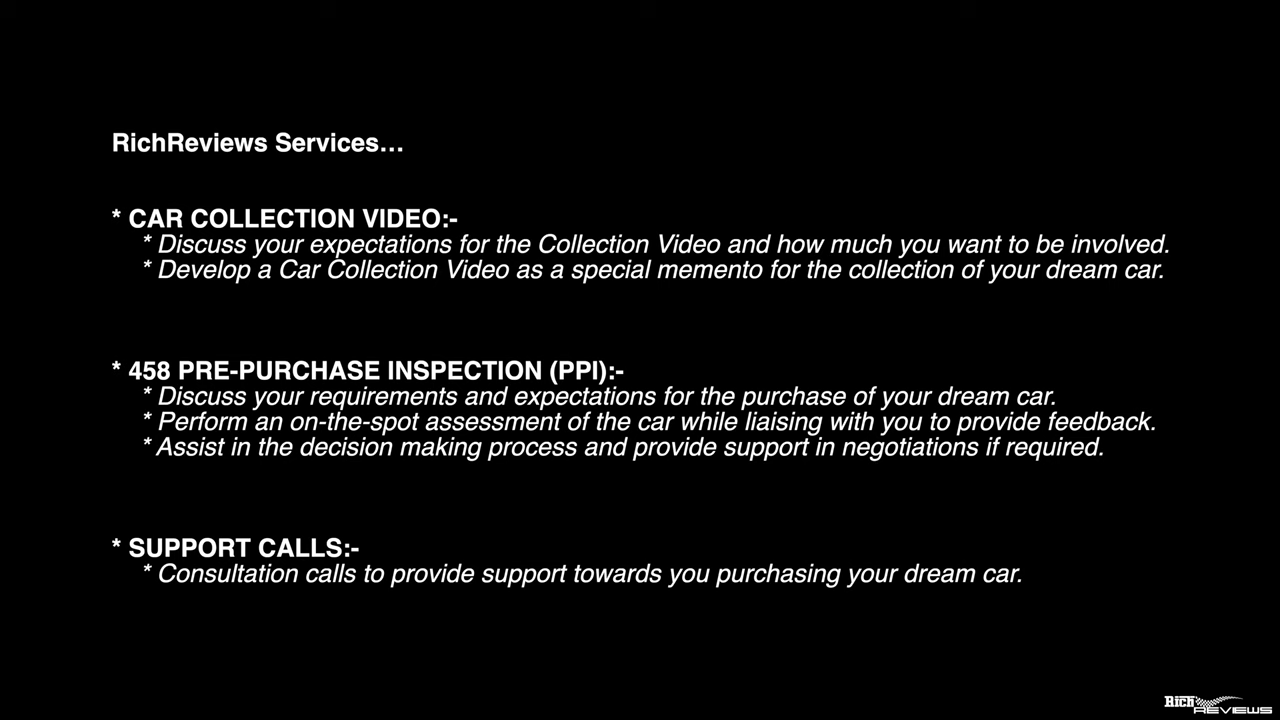 RichReviews Services...
* CAR COLLECTION VIDEO:-
* Discuss your expectations for the Collection Video and how much you want to be involved.
* Develop a Car Collection Video as a special memento for the collection of your dream car.
* 458 PRE-PURCHASE INSPECTION (PPI):-
* Discuss your requirements and expectations for the purchase of your dream car.
* Perform an on-the-spot assessment of the car while liaising with you to provide feedback.
* Assist in the decision making process and provide support in negotiations if required.
* SUPPORT CALLS:-
* Consultation calls to provide support towards you purchasing your dream car.
Rich
REVIEWS